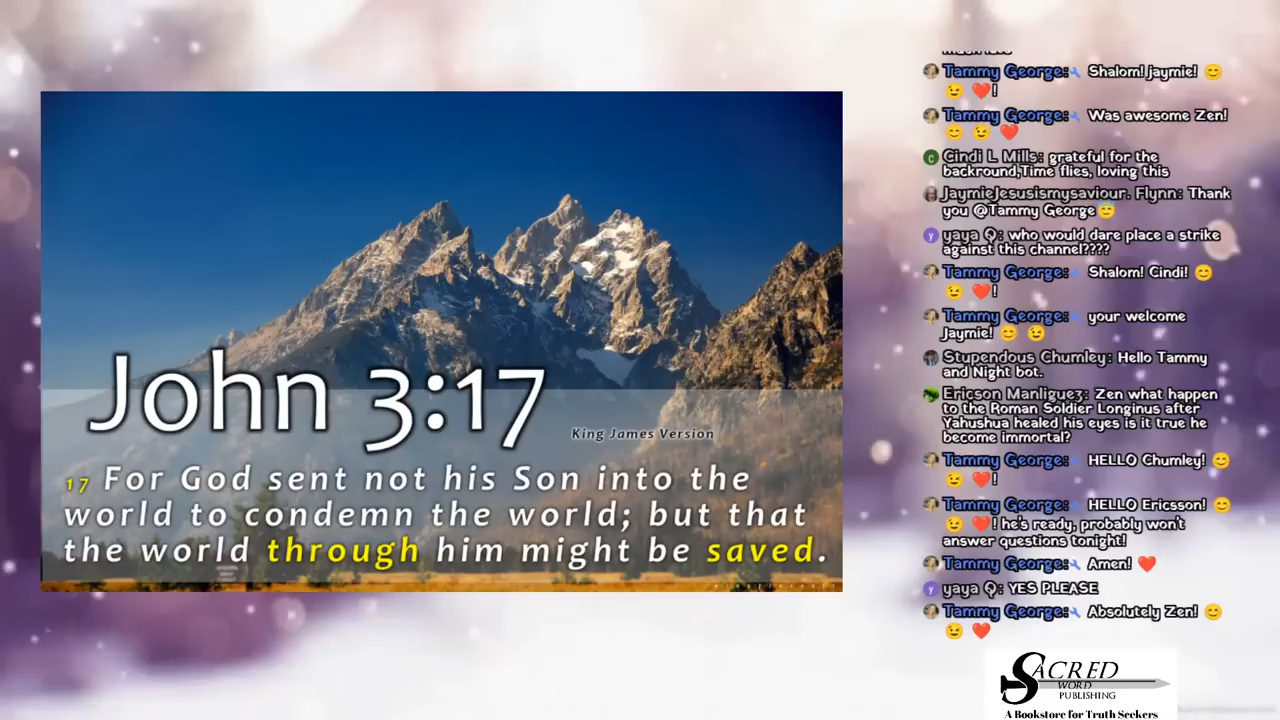 John 3:17
King James Version
17 For God sent not his Son into the
world to condemn the world; but that
the world through him might be saved.
Tammy George: Shalom! jaymie! 😊
😉 ❤️!
Tammy George: Was awesome Zen!
😊 😉 ❤️
C Cindi L Mills: grateful for the
backround,Time flies, loving this
JaymieJesusismysaviour. Flynn: Thank
you @Tammy George😇
y yaya Q: who would dare place a strike
against this channel????
Tammy George: Shalom! Cindi! 😊
😉 ❤️!
Tammy George: your welcome
Jaymie! 😊 😉
Stupendous Chumley: Hello Tammy
and Night bot.
Ericson Manliguez: Zen what happen
to the Roman Soldier Longinus after
Yahushua healed his eyes is it true he
become immortal?
Tammy George: HELLO Chumley! 😊
😉 ❤️!
Tammy George: HELLO Ericsson! 😊
😉 ❤️! he's ready, probably won't
answer questions tonight!
Tammy George: Amen! ❤️
y yaya Q: YES PLEASE
Tammy George: Absolutely Zen! 😊
😉 ❤️
SACRED
WORD
PUBLISHING
A Bookstore for Truth Seekers